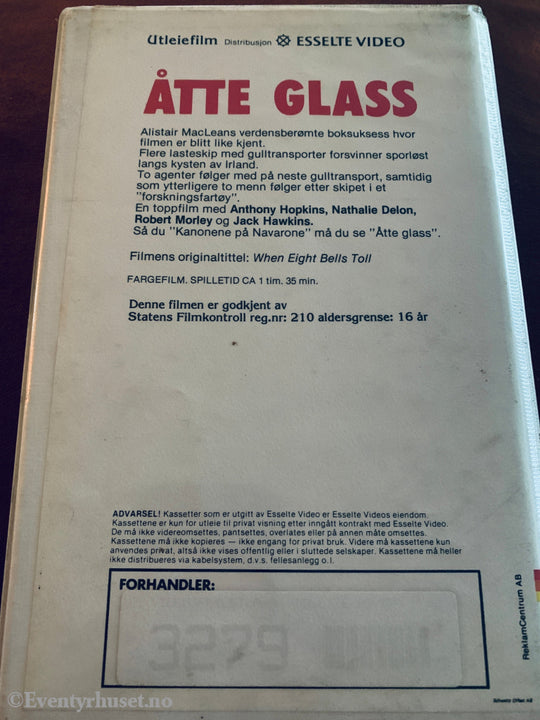 Utleiefilm Distribusjon ESSELTE VIDEO
ÅTTE GLASS
Alistair MacLeans verdensberømte boksuksess hvor
filmen er blitt like kjent.
Flere lasteskip med gulltransporter forsvinner sporløst
langs kysten av Irland.
To agenter følger med på neste gulltransport, samtidig
som ytterligere to menn følger etter skipet i et
"forskningsfartøy".
En toppfilm med Anthony Hopkins, Nathalie Delon,
Robert Morley og Jack Hawkins.
Så du "Kanonene på Navarone" må du se "Åtte glass".
Filmens originaltittel: When Eight Bells Toll
FARGEFILM. SPILLETID CA 1 tim. 35 min.
Denne filmen er godkjent av
Statens Filmkontroll reg.nr: 210 aldersgrense: 16 år
ADVARSEL! Kassetter som er utgitt av Esselte Video er Esselte Videos eiendom.
Kassettene er kun for utleie til privat visning etter inngått kontrakt med Esselte Video.
De må ikke videreomsettes, pantsettes, overlates eller på annen måte omsettes.
Kassettene må ikke kopieres — ikke engang for privat bruk. Videre må kassettene kun
anvendes privat, altså ikke vises offentlig eller i sluttede selskaper. Kassettene må heller
ikke distribueres via kabelsystem, d.v.s. fellesanlegg o.l.
FORHANDLER:
3279
ReklamCentrum AB
Schweitz Offset AB
©Eventyrhuset.no